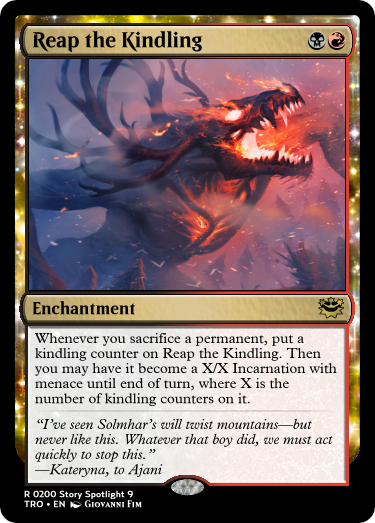 Reap the Kindling
Enchantment
Whenever you sacrifice a permanent, put a
kindling counter on Reap the Kindling. Then
you may have it become a X/X Incarnation with
menace until end of turn, where X is the
number of kindling counters on it.
“I’ve seen Solmhar’s will twist mountains—but
never like this. Whatever that boy did, we must act
quickly to stop this.”
—Kateryna, to Ajani
R 0200 Story Spotlight 9
TRO • EN Giovanni Fim